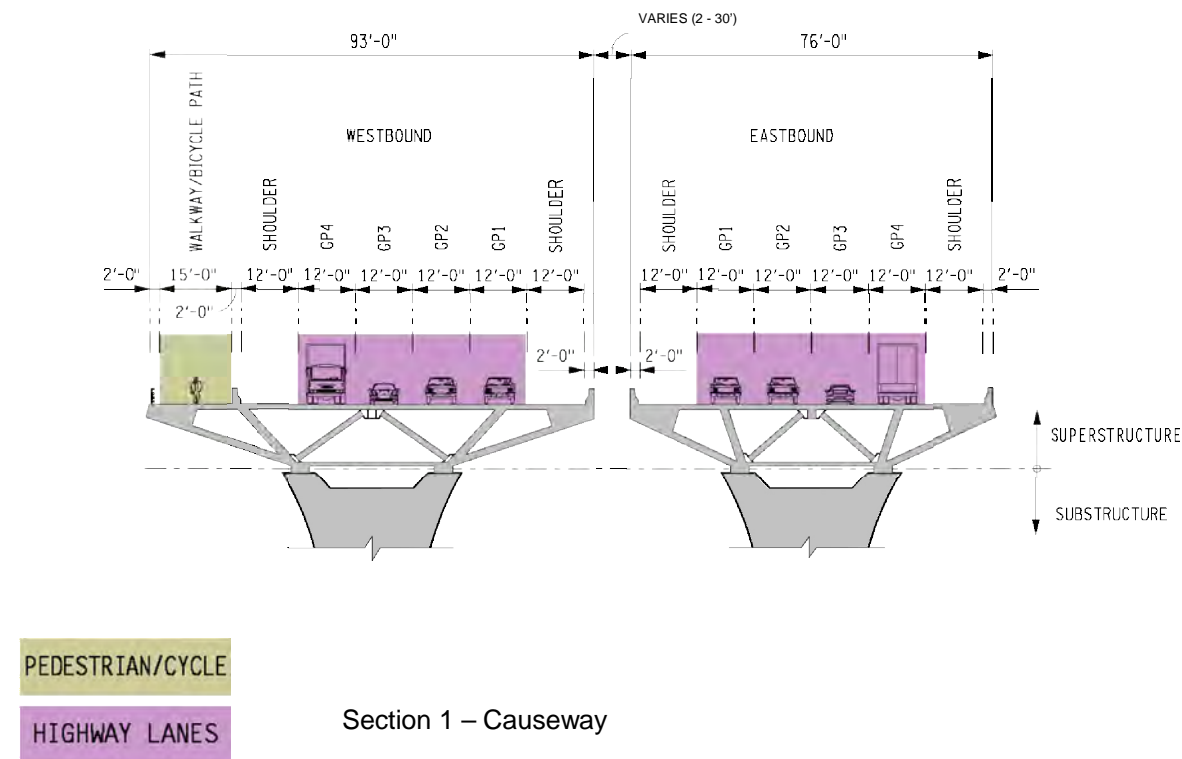 VARIES (2 - 30')
93'-0" 76'-0"
WALKWAY/BICYCLE PATH
WESTBOUND EASTBOUND
SHOULDER GP4 GP3 GP2 GP1 SHOULDER SHOULDER GP1 GP2 GP3 GP4 SHOULDER
2'-0" 15'-0" 12'-0" 12'-0" 12'-0" 12'-0" 12'-0" 12'-0" 12'-0" 12'-0" 12'-0" 12'-0" 12'-0" 12'-0" 2'-0"
2'-0"
2'-0" 2'-0"
SUPERSTRUCTURE
SUBSTRUCTURE
PEDESTRIAN/CYCLE
HIGHWAY LANES
Section 1 – Causeway